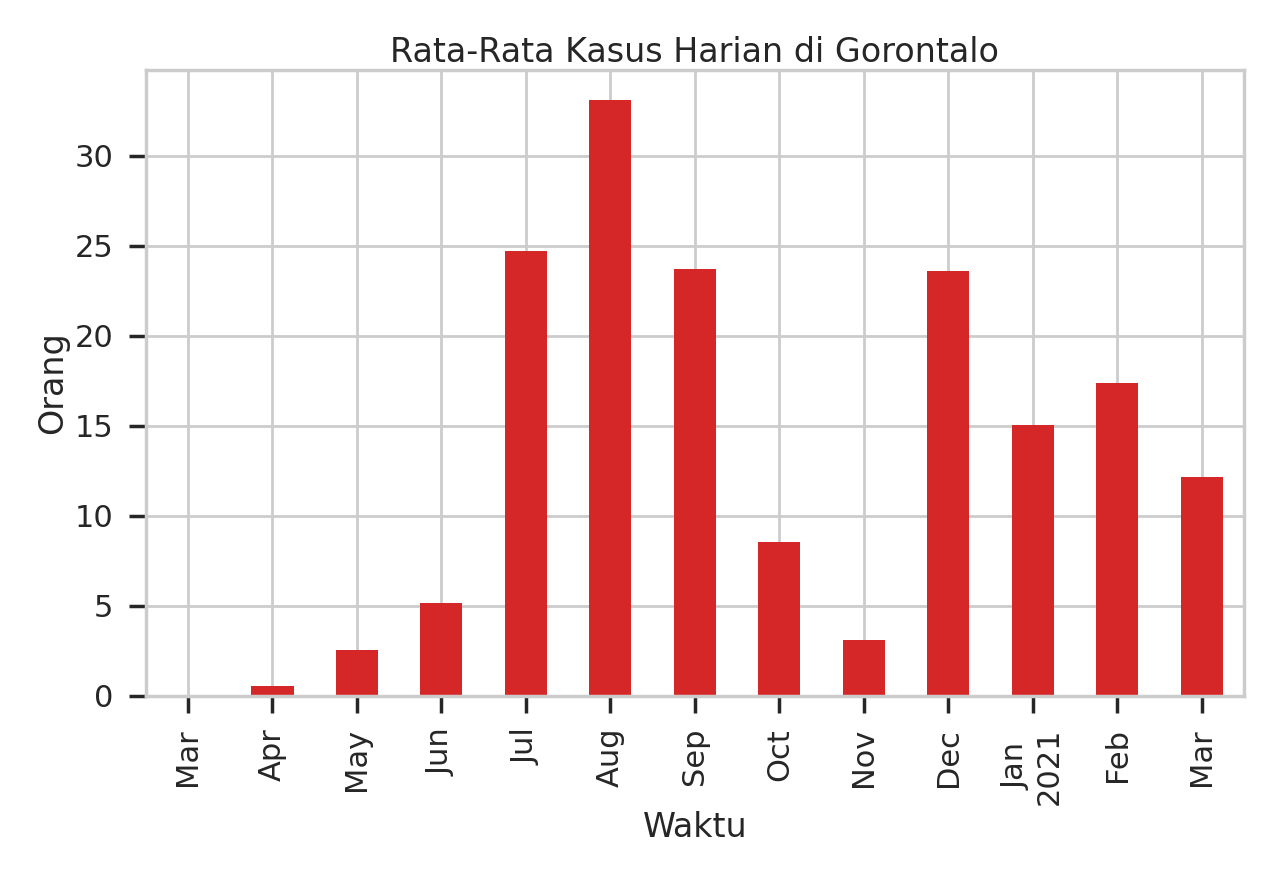 Rata-Rata Kasus Harian di Gorontalo
Orang
30
25
20
15
10
5
0
Mar
Apr
May
Jun
Jul
Aug
Sep
Oct
Nov
Dec
Jan
2021
Feb
Mar
Waktu